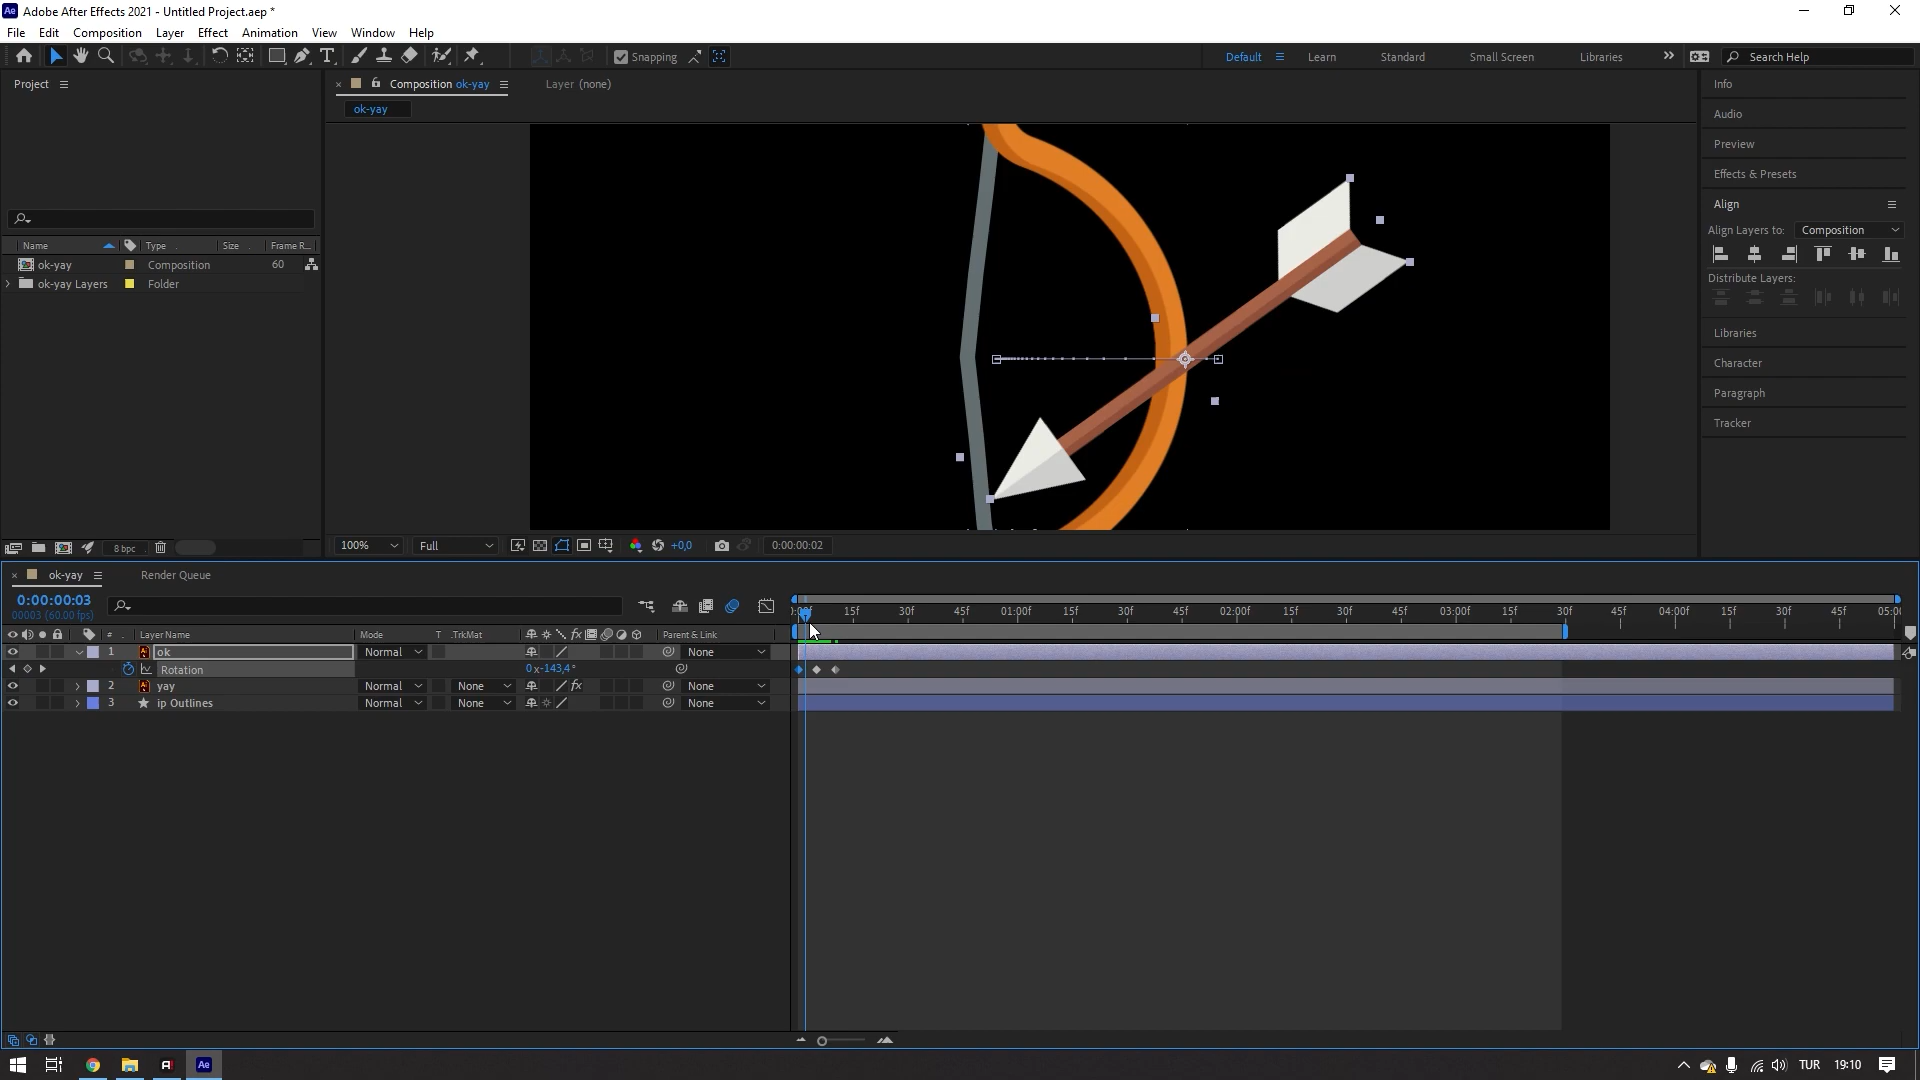 Adobe After Effects 2021 - Untitled Project.aep *
File Edit Composition Layer Effect Animation View Window Help
Snapping
Default Learn Standard Small Screen Libraries Search Help
Project
Composition ok-yay
Layer (none)
ok-yay
Name Type Size Frame R...
ok-yay Composition 60
ok-yay Layers Folder
8 bpc
100% Full +0,0 0:00:00:02
Info
Audio
Preview
Effects & Presets
Align
Align Layers to: Composition
Distribute Layers:
Libraries
Character
Paragraph
Tracker
ok-yay Render Queue
0:00:00:03
00003 (60.00 fps)
15f 30f 45f 01:00f 15f 30f 45f 02:00f 15f 30f 45f 03:00f 15f 30f 45f 04:00f 15f 30f 45f
# Layer Name Mode T .TrkMat fx Parent & Link
1 Ai ok Normal None
Rotation 0x-143,4°
2 Ai yay Normal None fx None
3 ip Outlines Normal None None
Ae TUR 19:10